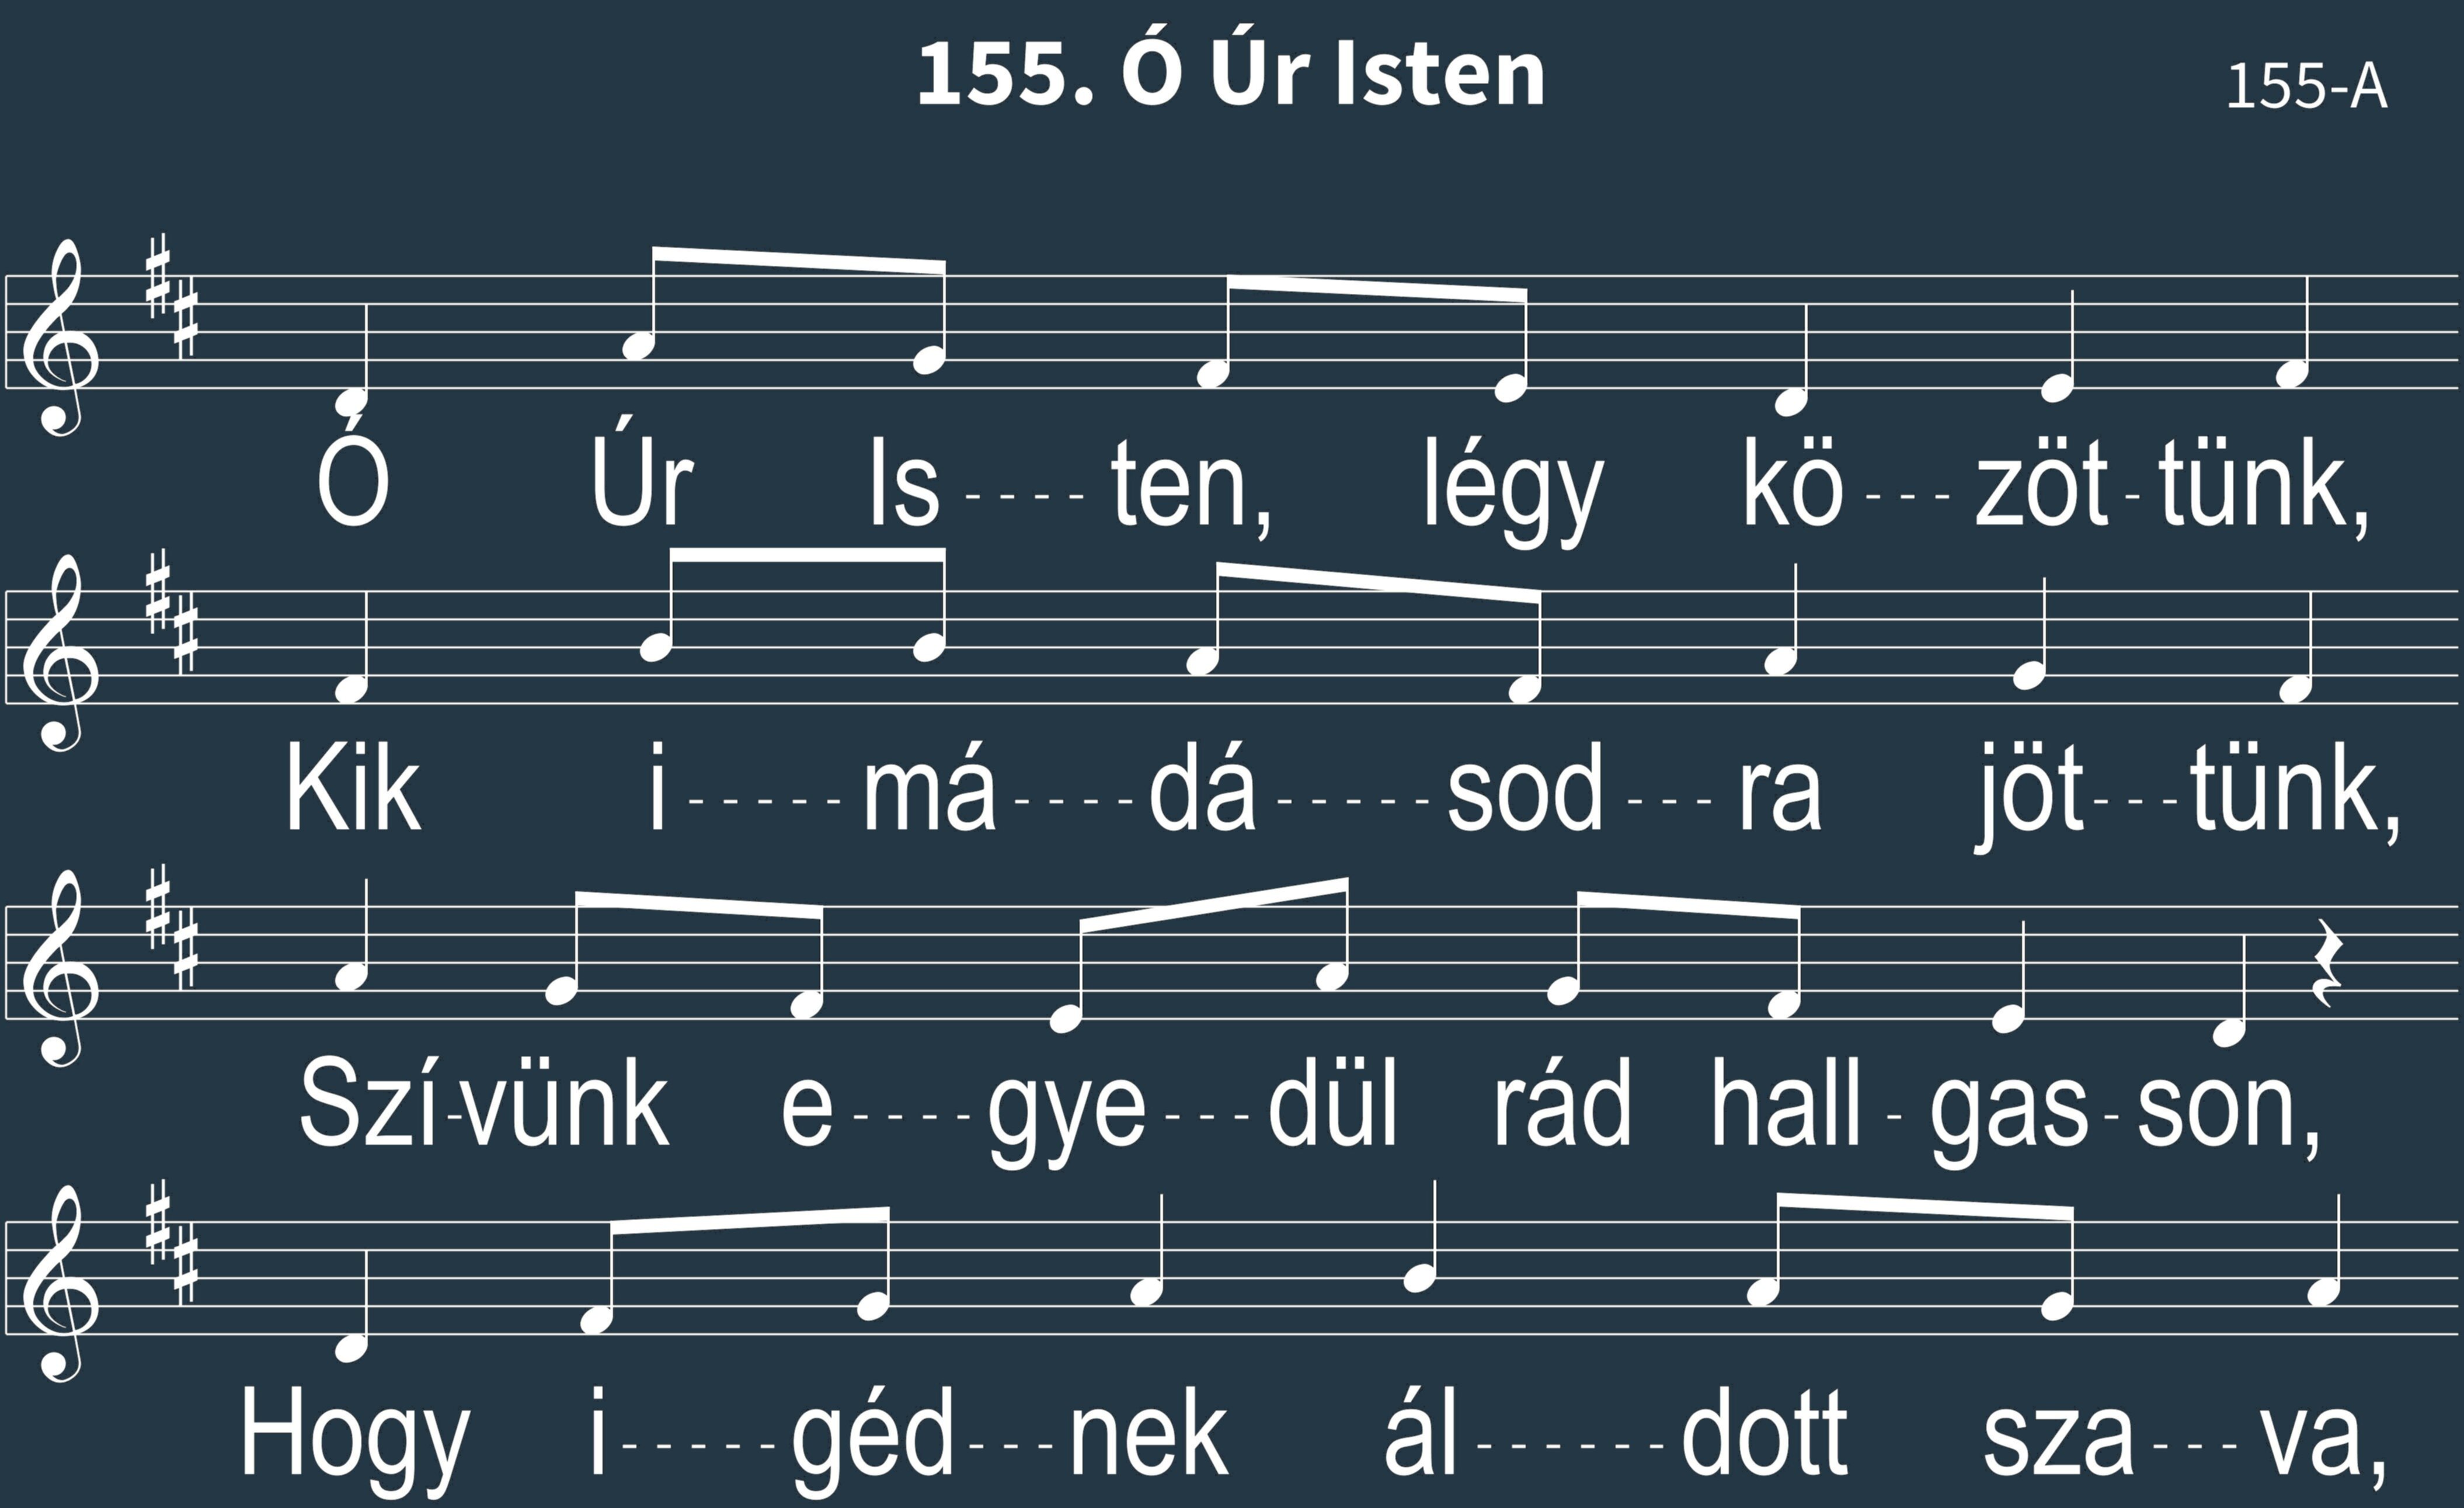 155. Ó Úr Isten
155-A
Ó Úr Is----ten, légy kö---zöt-tünk,
Kik i-----má----dá-----sod---ra jöt---tünk,
Szí-vünk e----gye---dül rád hall-gas-son,
Hogy i-----géd---nek ál------dott sza---va,